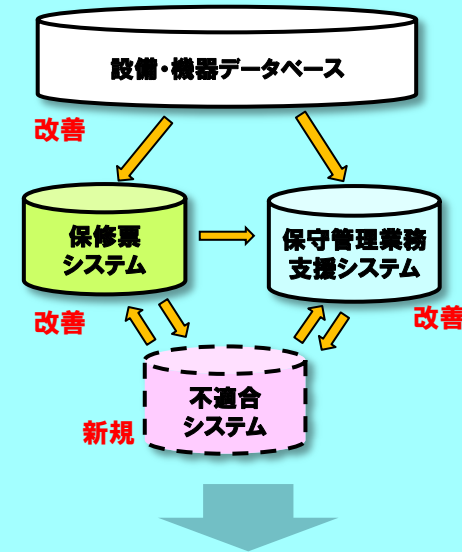 設備・機器データベース
改善
保修票
システム
保守管理業務
支援システム
改善
改善
不適合
システム
新規